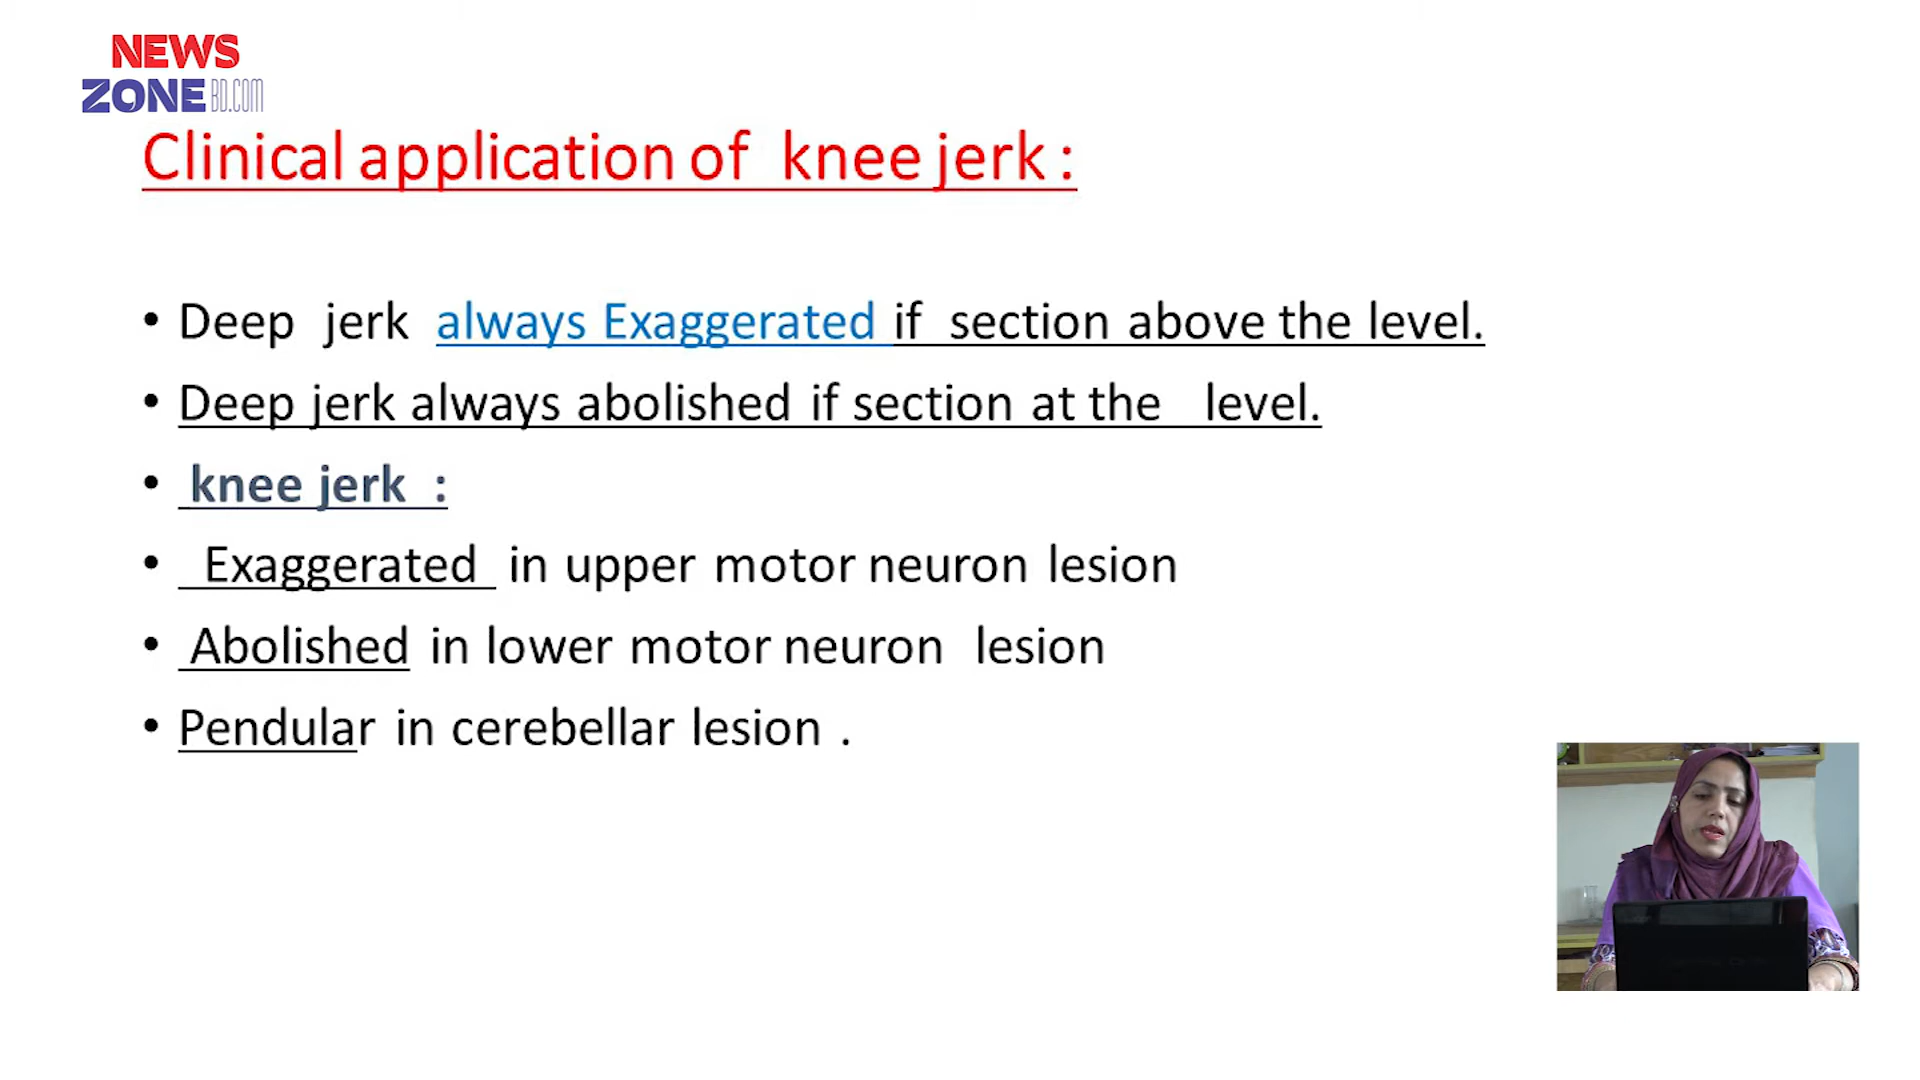 NEWS
ZONE BD.COM
Clinical application of knee jerk :
• Deep jerk always Exaggerated if section above the level.
• Deep jerk always abolished if section at the level.
• knee jerk :
• Exaggerated in upper motor neuron lesion
• Abolished in lower motor neuron lesion
• Pendular in cerebellar lesion .